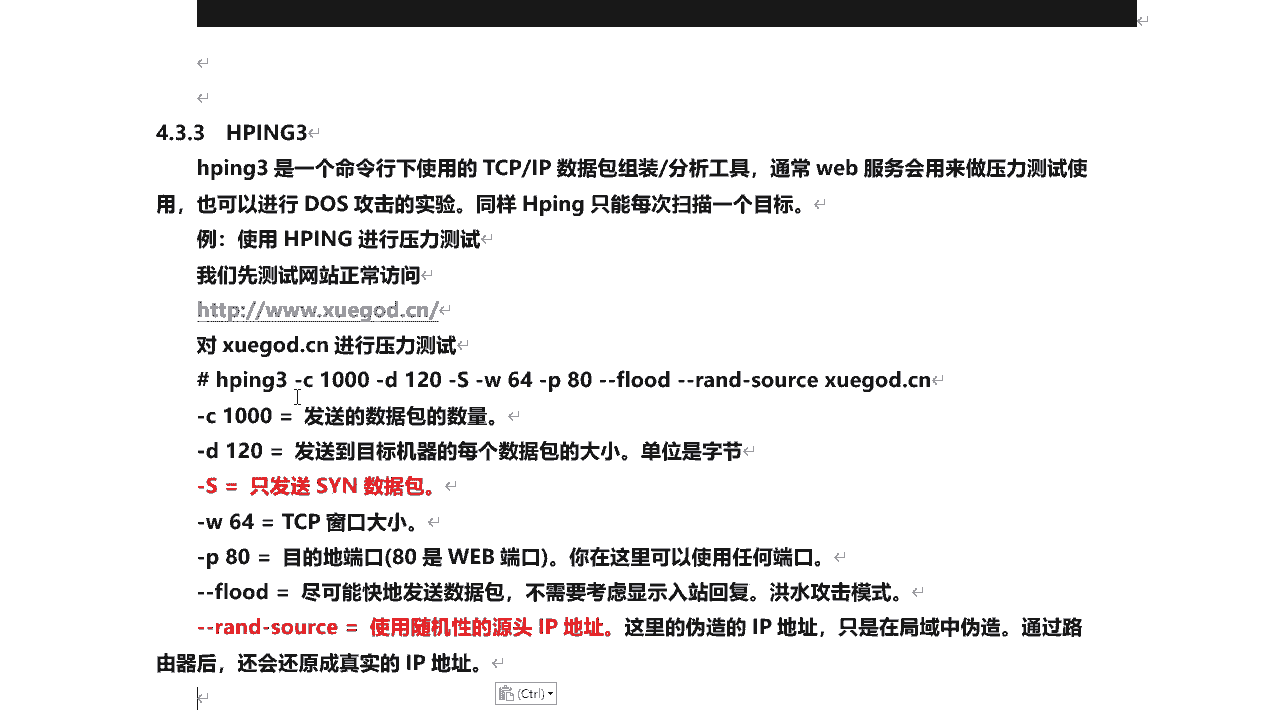 4.3.3 HPING3
hping3 是一个命令行下使用的 TCP/IP 数据包组装/分析工具，通常 web 服务会用来做压力测试使
用，也可以进行 DOS 攻击的实验。同样 Hping 只能每次扫描一个目标。
例：使用 HPING 进行压力测试
我们先测试网站正常访问
http://www.xuegod.cn/
对 xuegod.cn 进行压力测试
# hping3 -c 1000 -d 120 -S -w 64 -p 80 --flood --rand-source xuegod.cn
-c 1000 = 发送的数据包的数量。
-d 120 = 发送到目标机器的每个数据包的大小。单位是字节
-S = 只发送 SYN 数据包。
-w 64 = TCP 窗口大小。
-p 80 = 目的地端口(80 是 WEB 端口)。你在这里可以使用任何端口。
--flood = 尽可能快地发送数据包，不需要考虑显示入站回复。洪水攻击模式。
--rand-source = 使用随机性的源头 IP 地址。这里的伪造的 IP 地址，只是在局域中伪造。通过路
由器后，还会还原成真实的 IP 地址。
(Ctrl)